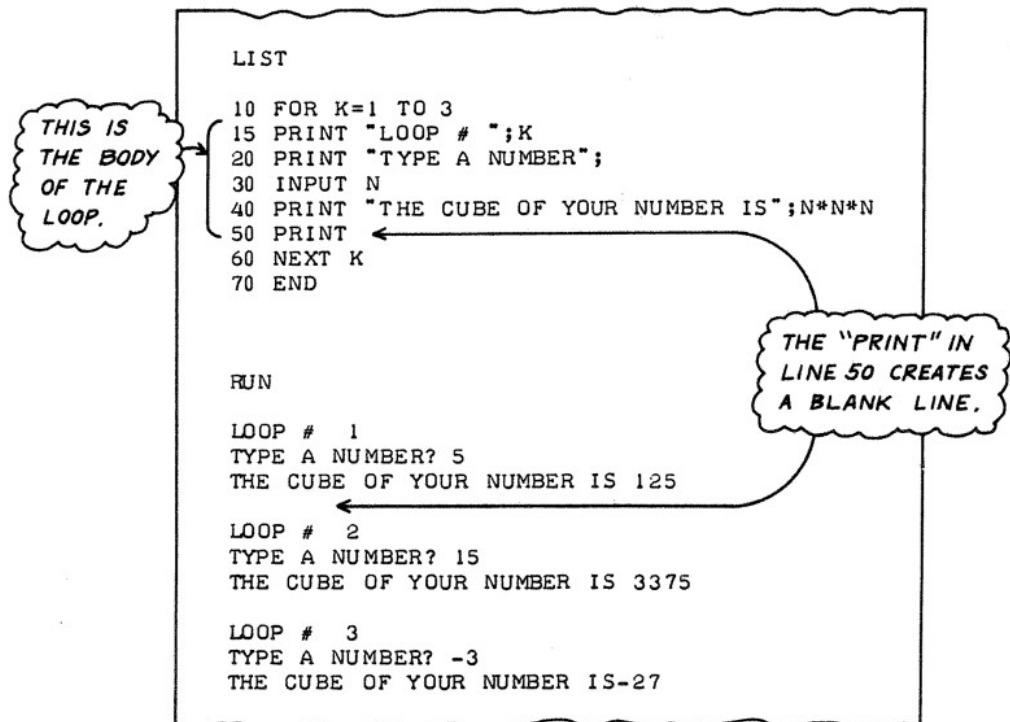 LIST
10 FOR K=1 TO 3
15 PRINT "LOOP # ";K
20 PRINT "TYPE A NUMBER";
30 INPUT N
40 PRINT "THE CUBE OF YOUR NUMBER IS";N*N*N
50 PRINT
60 NEXT K
70 END
THIS IS
THE BODY
OF THE
LOOP.
THE "PRINT" IN
LINE 50 CREATES
A BLANK LINE.
RUN
LOOP #  1
TYPE A NUMBER? 5
THE CUBE OF YOUR NUMBER IS 125
LOOP #  2
TYPE A NUMBER? 15
THE CUBE OF YOUR NUMBER IS 3375
LOOP #  3
TYPE A NUMBER? -3
THE CUBE OF YOUR NUMBER IS-27